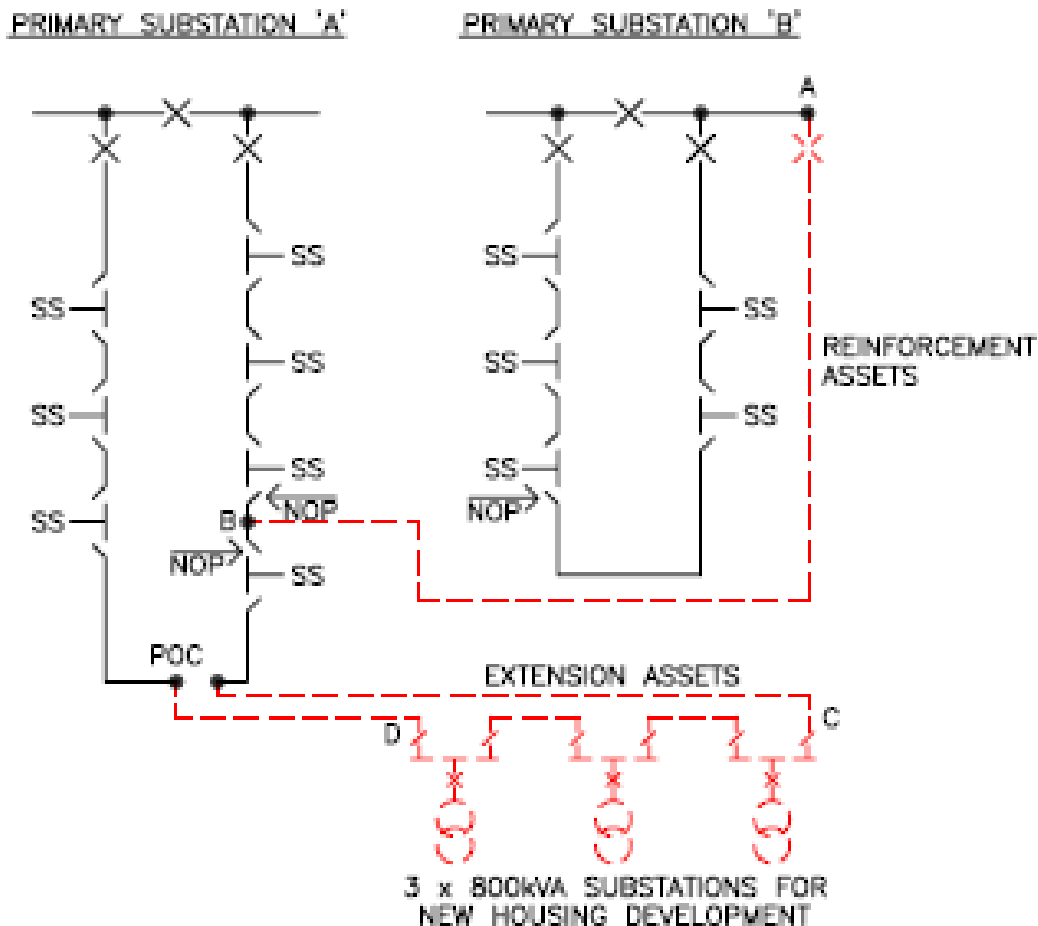 PRIMARY SUBSTATION 'A'
PRIMARY SUBSTATION 'B'
A
SS
SS
SS
SS
SS
REINFORCEMENT
ASSETS
SS
SS
SS
SS
SS
SS
NOP
NOP
B
SS
NOP
SS
POC
EXTENSION ASSETS
D
C
3 x 800kVA SUBSTATIONS FOR
NEW HOUSING DEVELOPMENT